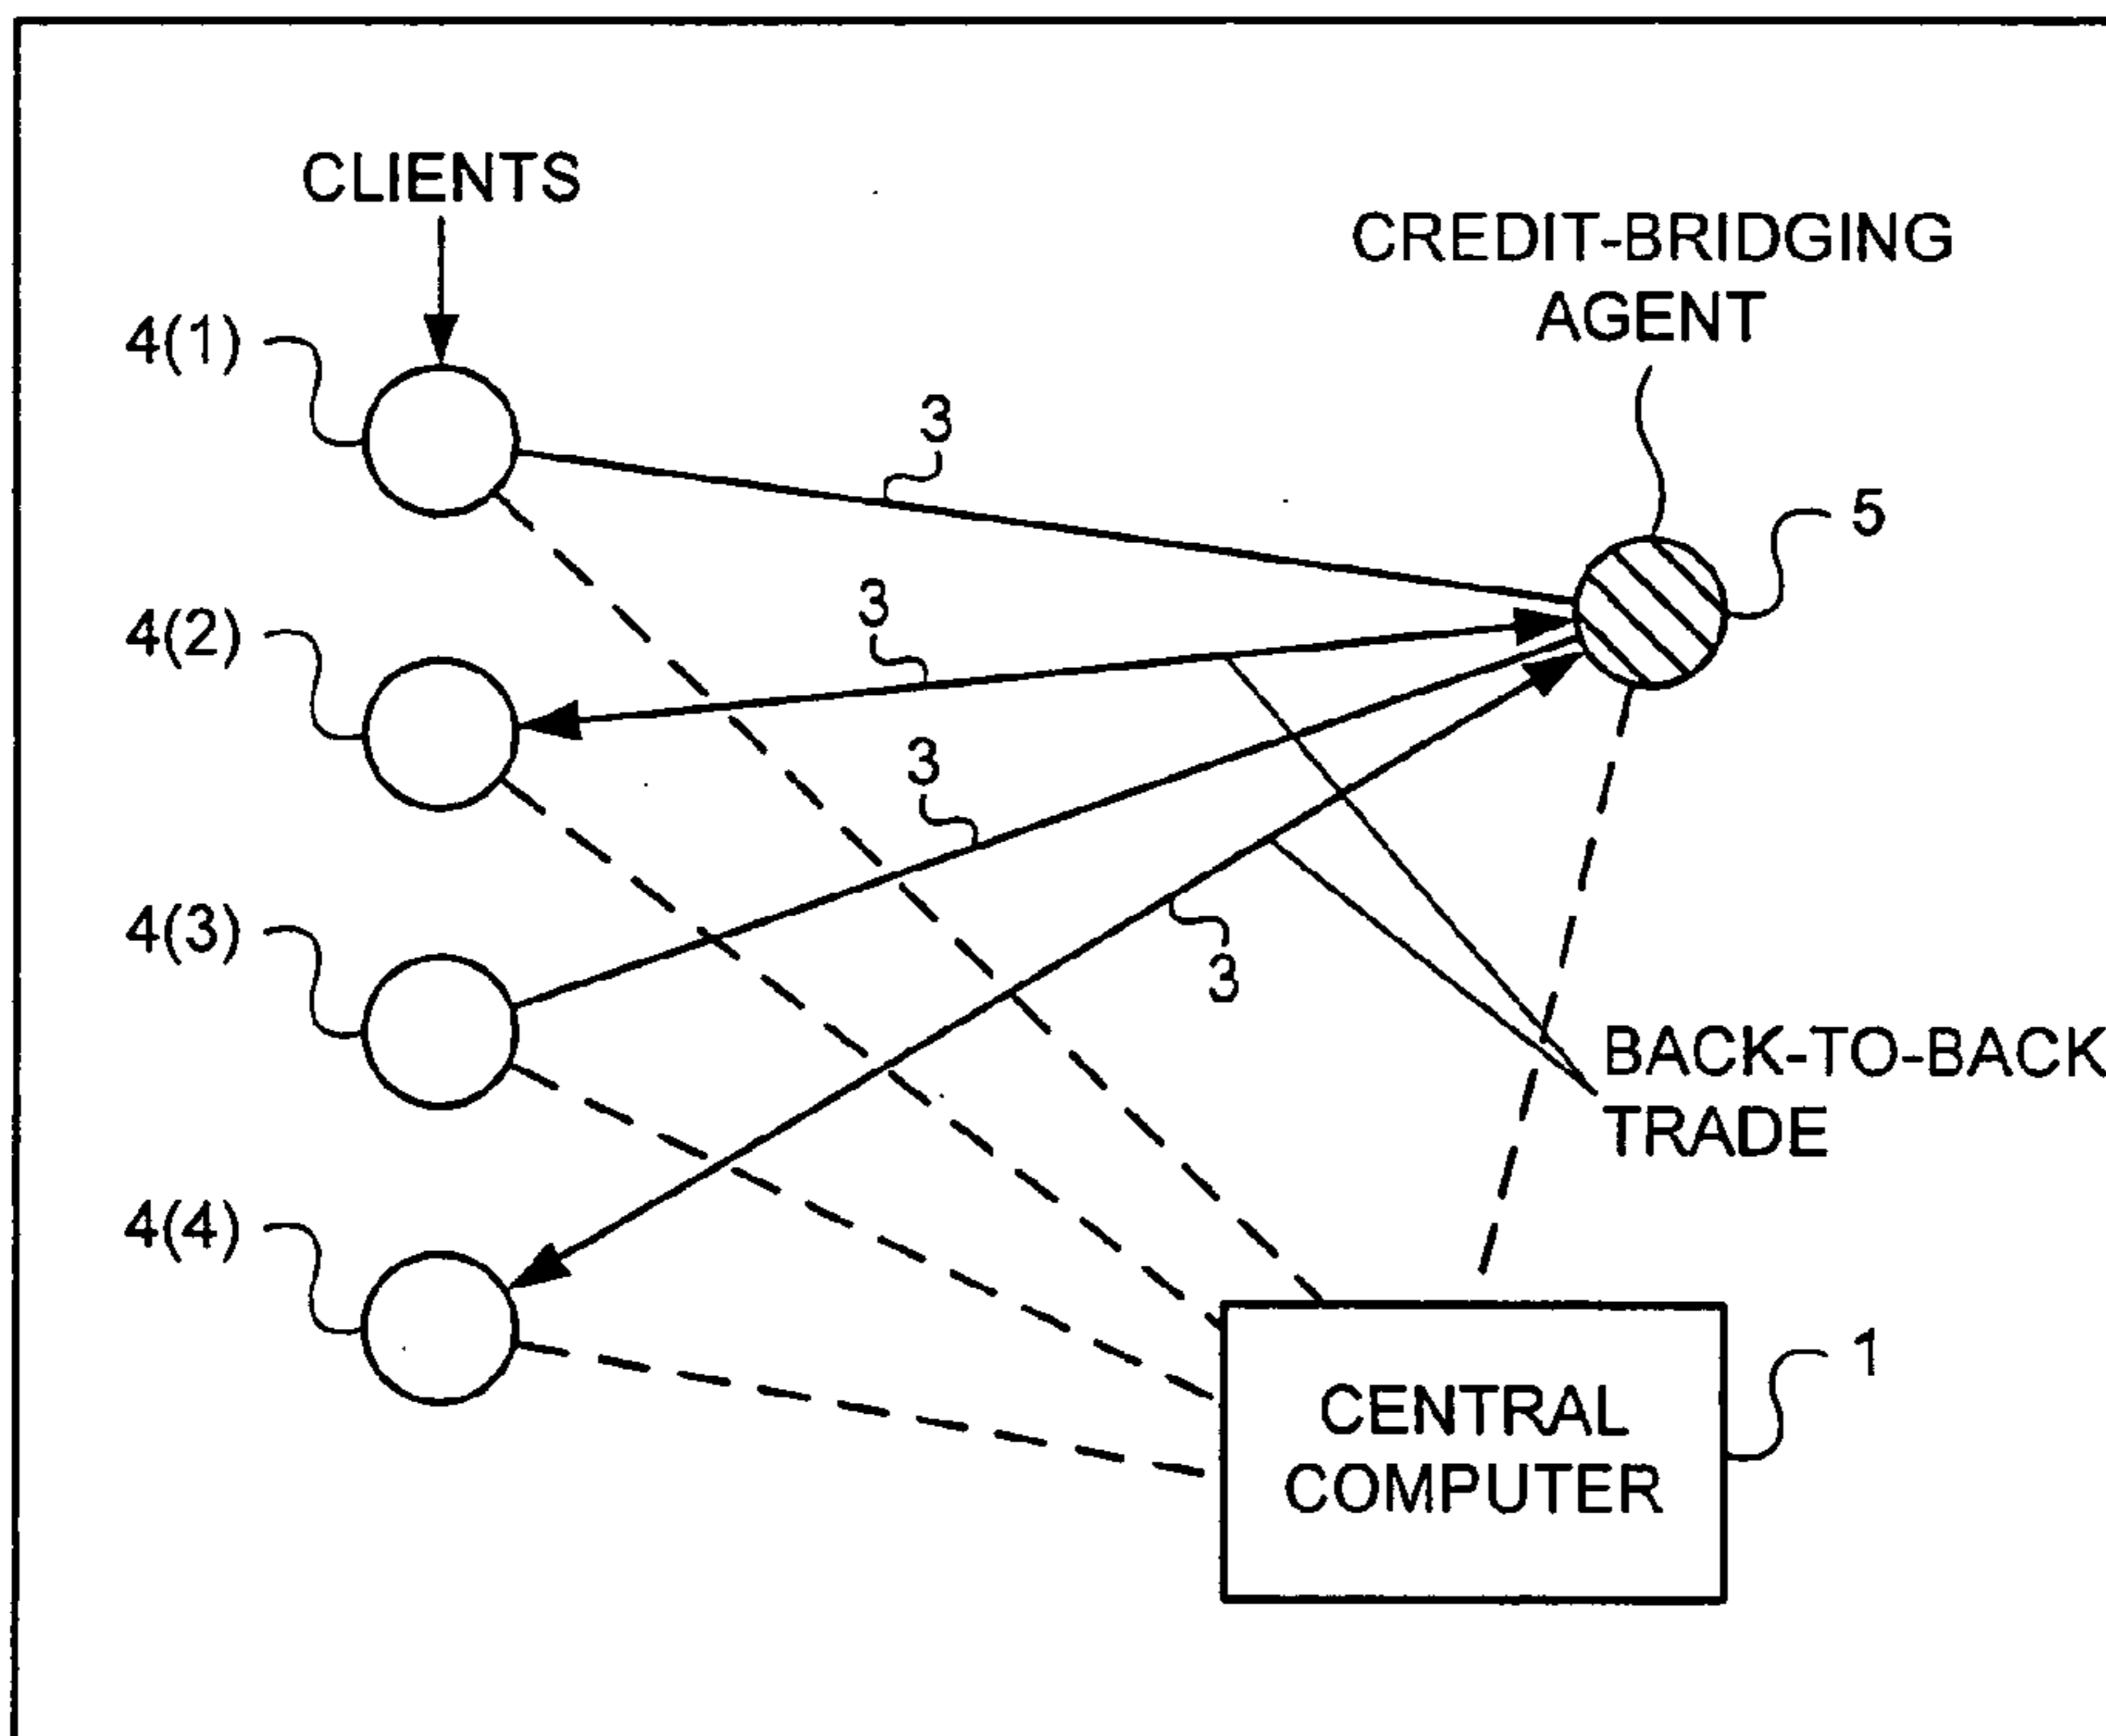 CLIENTS
CREDIT-BRIDGING
AGENT
4(1)
3
5
4(2)
3
3
4(3)
3
BACK-TO-BACK
TRADE
4(4)
1
CENTRAL
COMPUTER